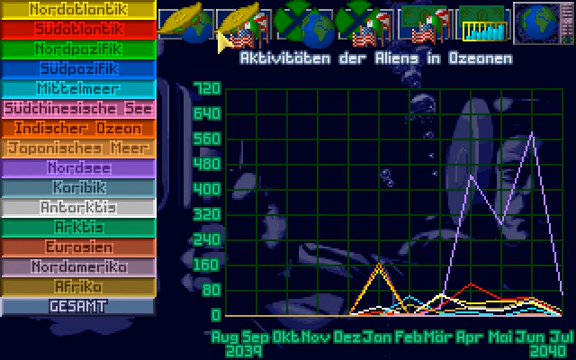 Nordatlantik
Südatlantik
Nordpazifik
Südpazifik
Mittelmeer
Südchinesische See
Indischer Ozean
Japanisches Meer
Nordsee
Karibik
Antarktis
Arktis
Eurasien
Nordamerika
Afrika
GESAMT
Aktivitäten der Aliens in Ozeanen
720
640
560
480
400
320
240
160
80
0
Aug Sep Okt Nov Dez Jan Feb Mär Apr Mai Jun Jul
2039 2040